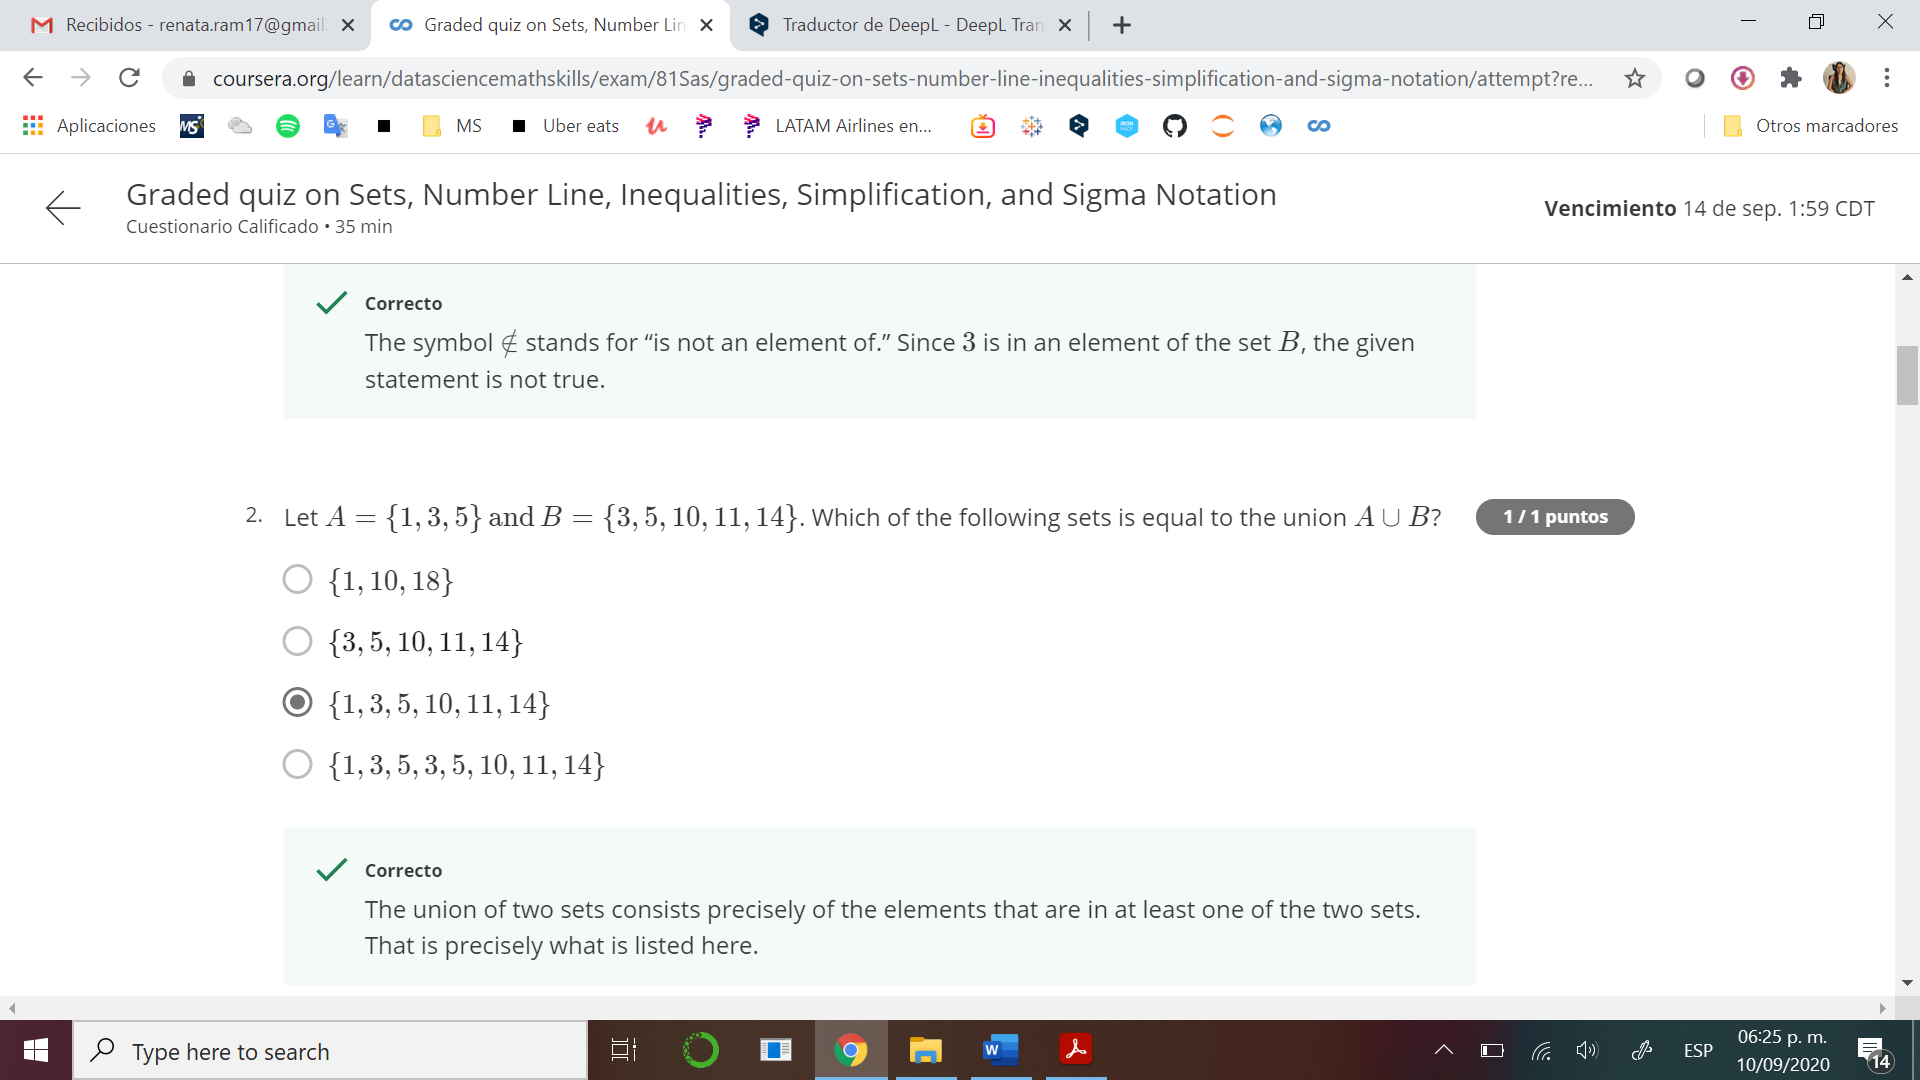 Recibidos - renata.ram17@gmail.
Graded quiz on Sets, Number Lin
Traductor de DeepL - DeepL Tran
coursera.org/learn/datasciencemathskills/exam/81Sas/graded-quiz-on-sets-number-line-inequalities-simplification-and-sigma-notation/attempt?re...
Aplicaciones
MS
MS
Uber eats
LATAM Airlines en...
IRON HACK
Otros marcadores
Graded quiz on Sets, Number Line, Inequalities, Simplification, and Sigma Notation
Cuestionario Calificado • 35 min
Vencimiento 14 de sep. 1:59 CDT
Correcto
The symbol ∉ stands for “is not an element of.” Since 3 is in an element of the set B, the given
statement is not true.
2. Let A = {1, 3, 5} and B = {3, 5, 10, 11, 14}. Which of the following sets is equal to the union A ∪ B?
1 / 1 puntos
{1, 10, 18}
{3, 5, 10, 11, 14}
{1, 3, 5, 10, 11, 14}
{1, 3, 5, 3, 5, 10, 11, 14}
Correcto
The union of two sets consists precisely of the elements that are in at least one of the two sets.
That is precisely what is listed here.
Type here to search
W
ESP
06:25 p. m.
10/09/2020
14